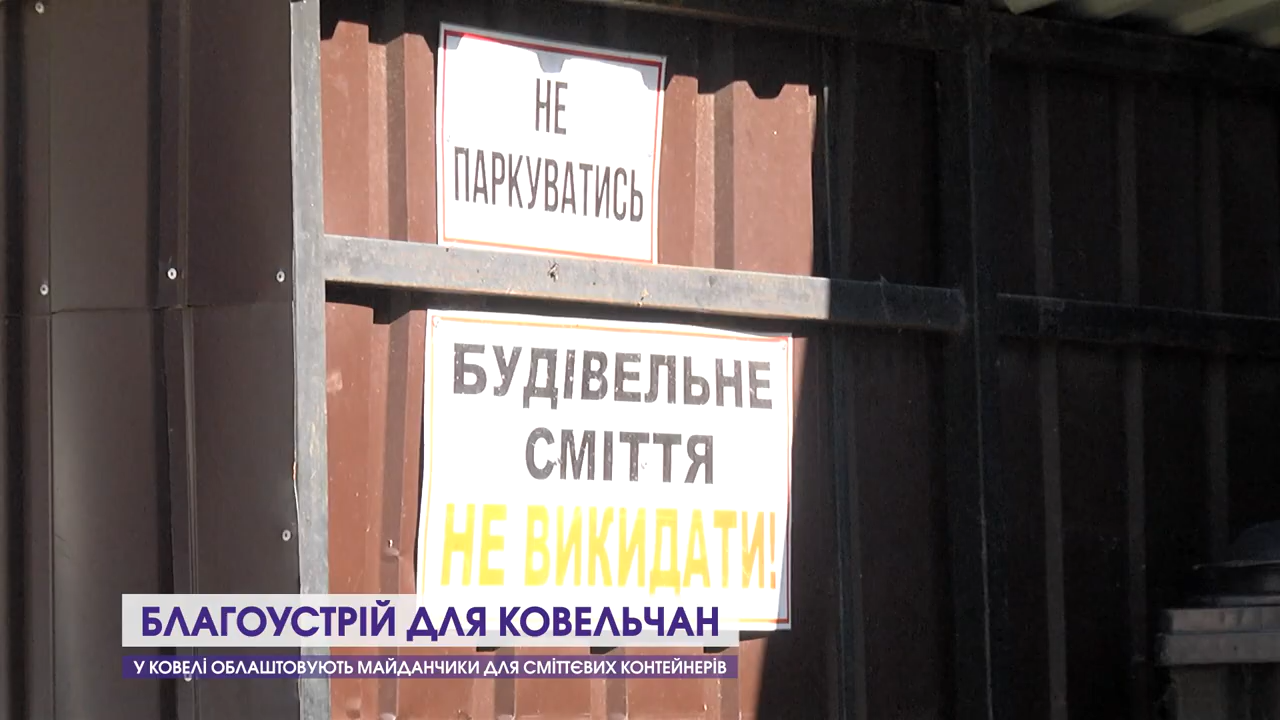 НЕ
ПАРКУВАТИСЬ
БУДІВЕЛЬНЕ
СМІТТЯ
НЕ ВИКИДАТИ!
БЛАГОУСТРІЙ ДЛЯ КОВЕЛЬЧАН
У КОВЕЛІ ОБЛАШТОВУЮТЬ МАЙДАНЧИКИ ДЛЯ СМІТТЄВИХ КОНТЕЙНЕРІВ